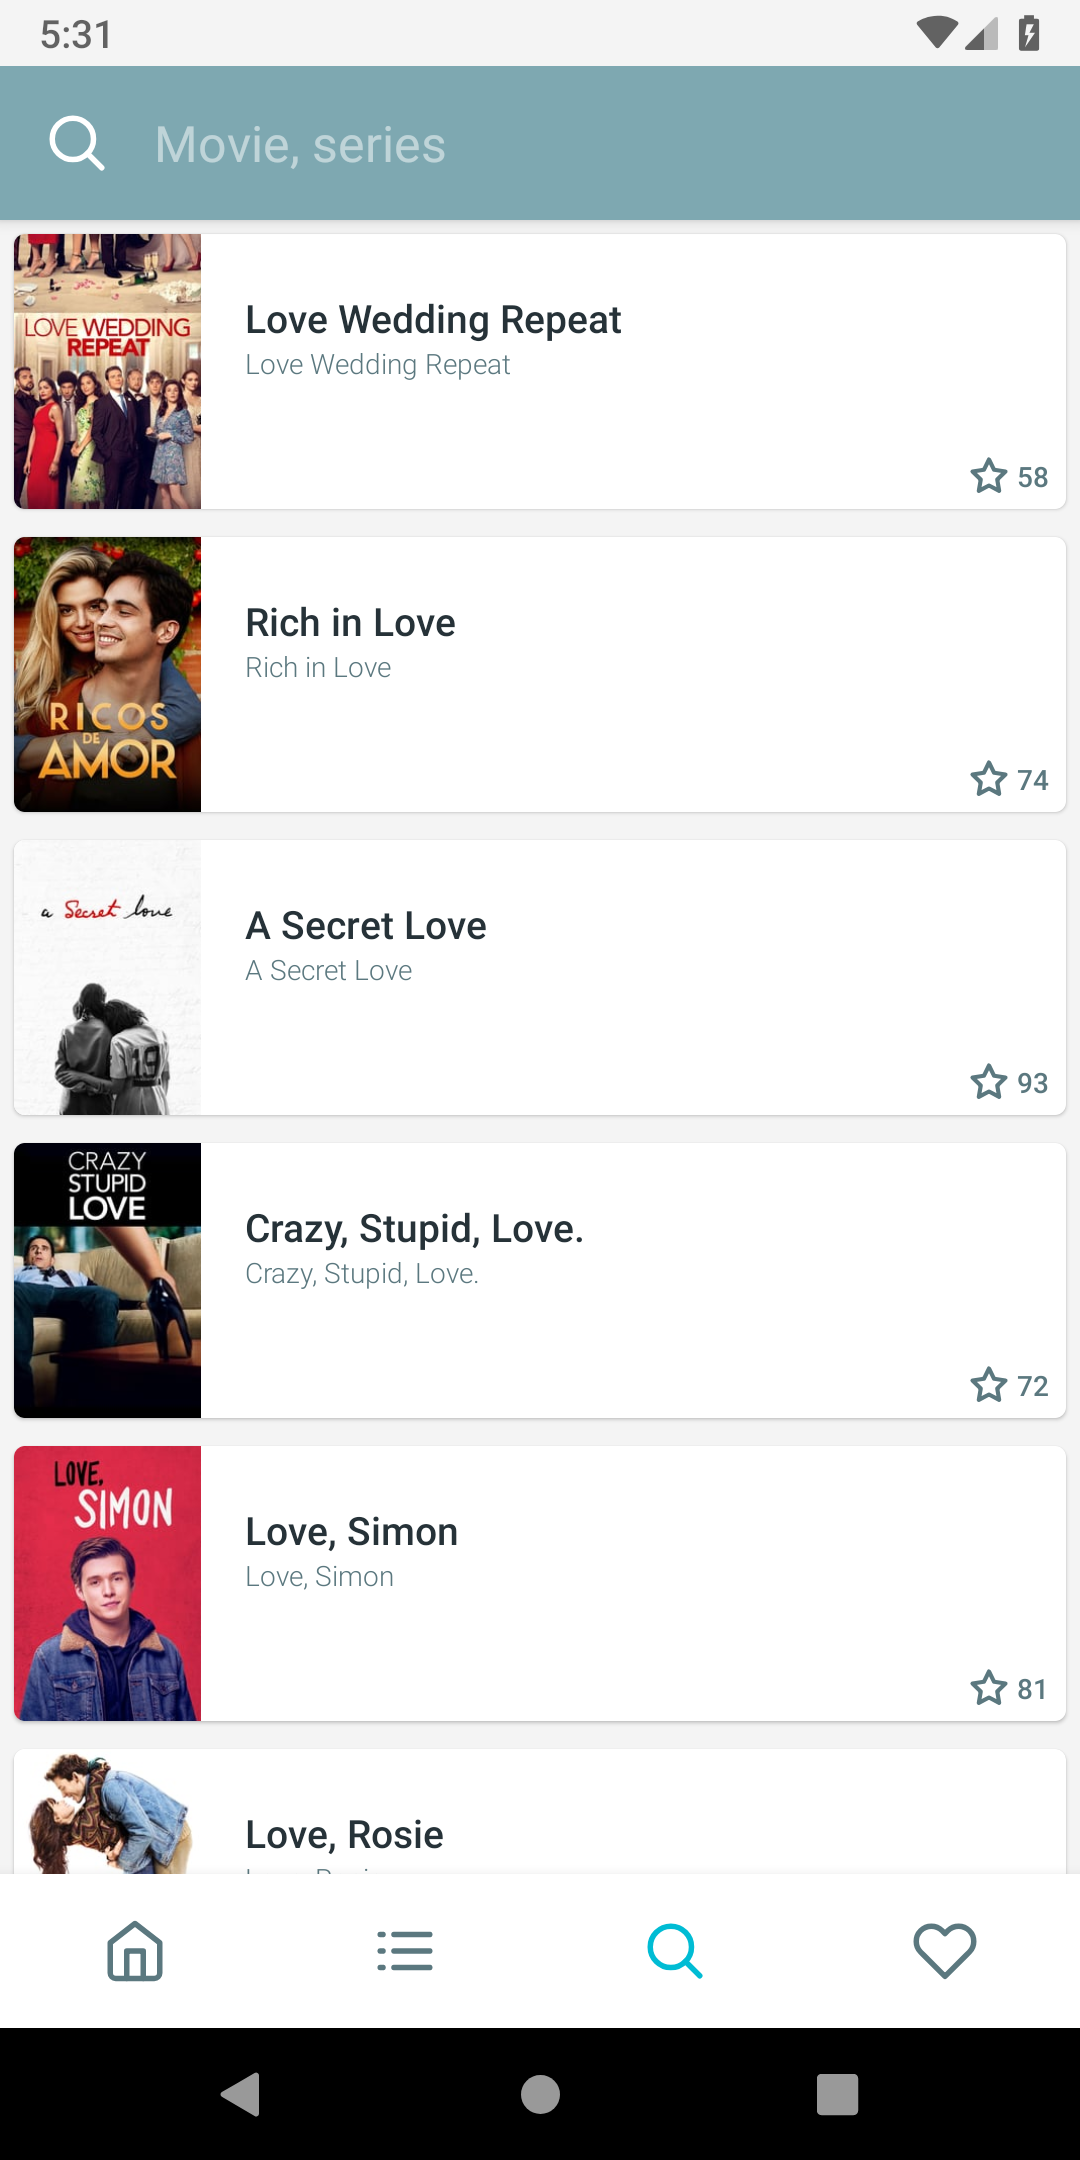 5:31
Movie, series
LOVE WEDDING
REPEAT
Love Wedding Repeat
Love Wedding Repeat
58
RICOS
DE
AMOR
Rich in Love
Rich in Love
74
a Secret love
19
A Secret Love
A Secret Love
93
CRAZY
STUPID
LOVE
Crazy, Stupid, Love.
Crazy, Stupid, Love.
72
LOVE,
SIMON
Love, Simon
Love, Simon
81
Love, Rosie